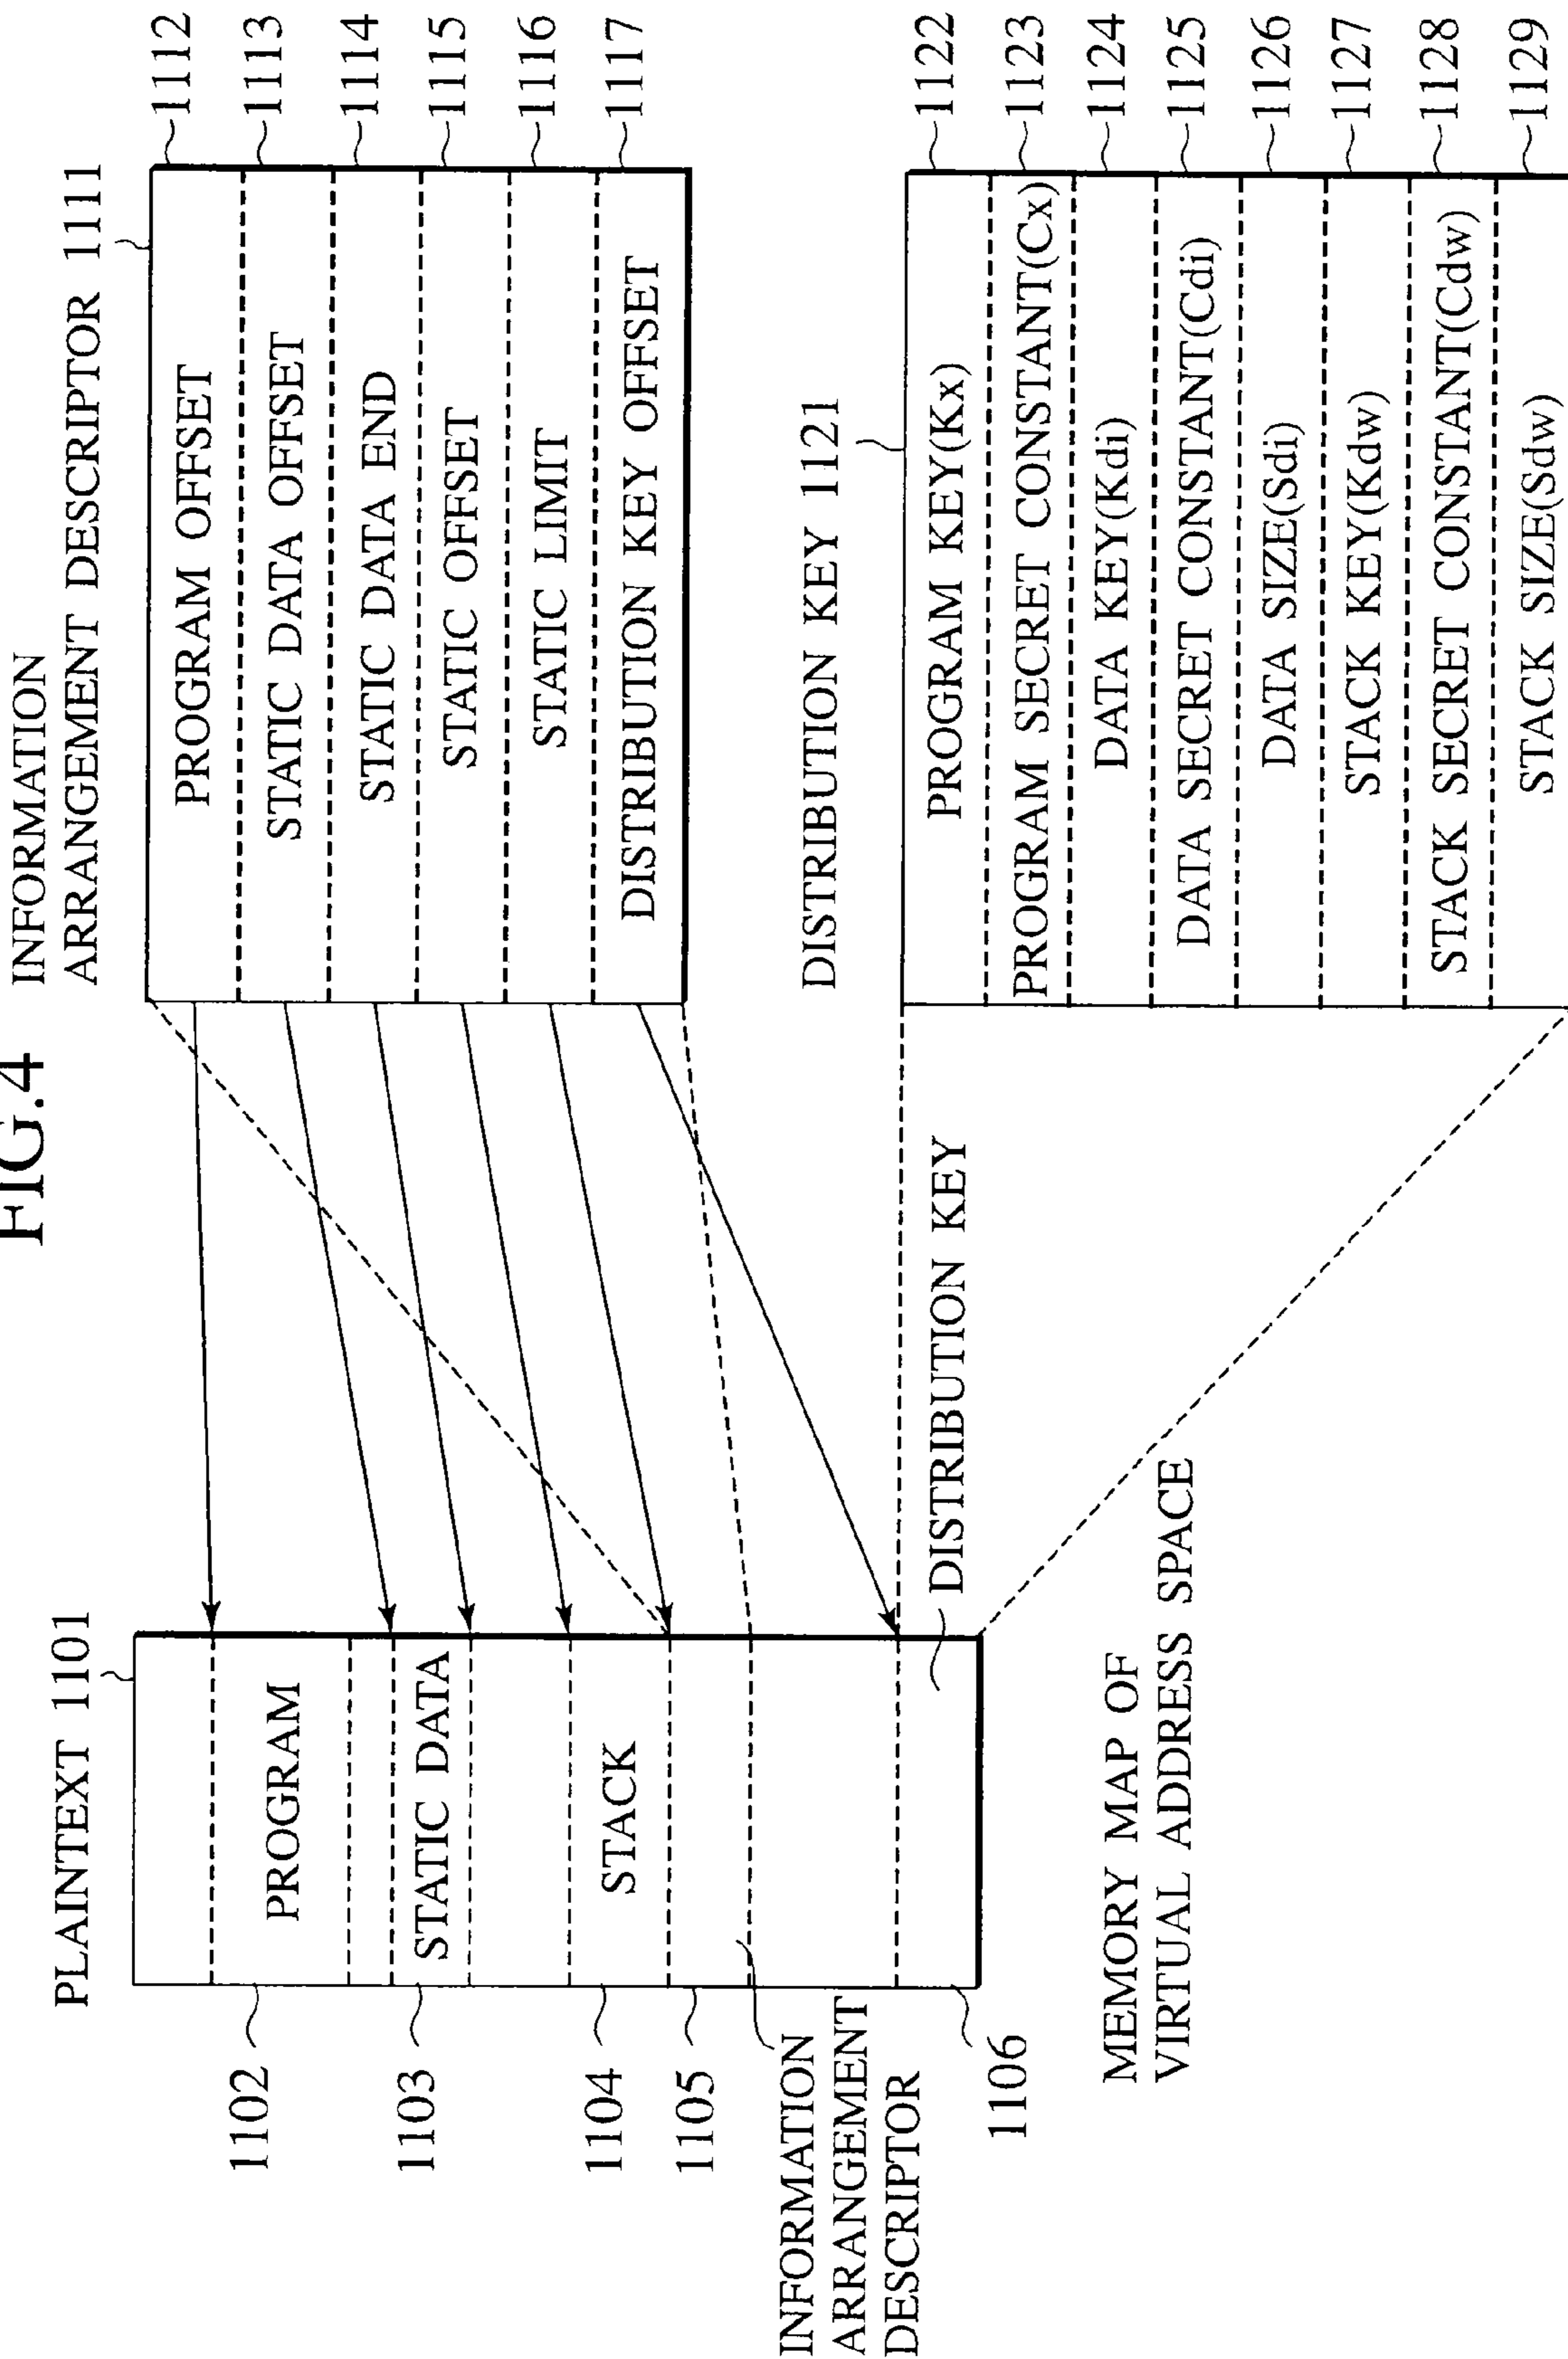 FIG.4
INFORMATION
ARRANGEMENT DESCRIPTOR 1111
PROGRAM OFFSET
1112
STATIC DATA OFFSET
1113
STATIC DATA END
1114
STATIC OFFSET
1115
STATIC LIMIT
1116
DISTRIBUTION KEY OFFSET
1117
PLAINTEXT 1101
1102
PROGRAM
1103
STATIC DATA
1104
STACK
1105
INFORMATION
ARRANGEMENT
DESCRIPTOR
1106
DISTRIBUTION KEY
MEMORY MAP OF
VIRTUAL ADDRESS SPACE
DISTRIBUTION KEY 1121
PROGRAM KEY(Kx)
1122
PROGRAM SECRET CONSTANT(Cx)
1123
DATA KEY(Kdi)
1124
DATA SECRET CONSTANT(Cdi)
1125
DATA SIZE(Sdi)
1126
STACK KEY(Kdw)
1127
STACK SECRET CONSTANT(Cdw)
1128
STACK SIZE(Sdw)
1129